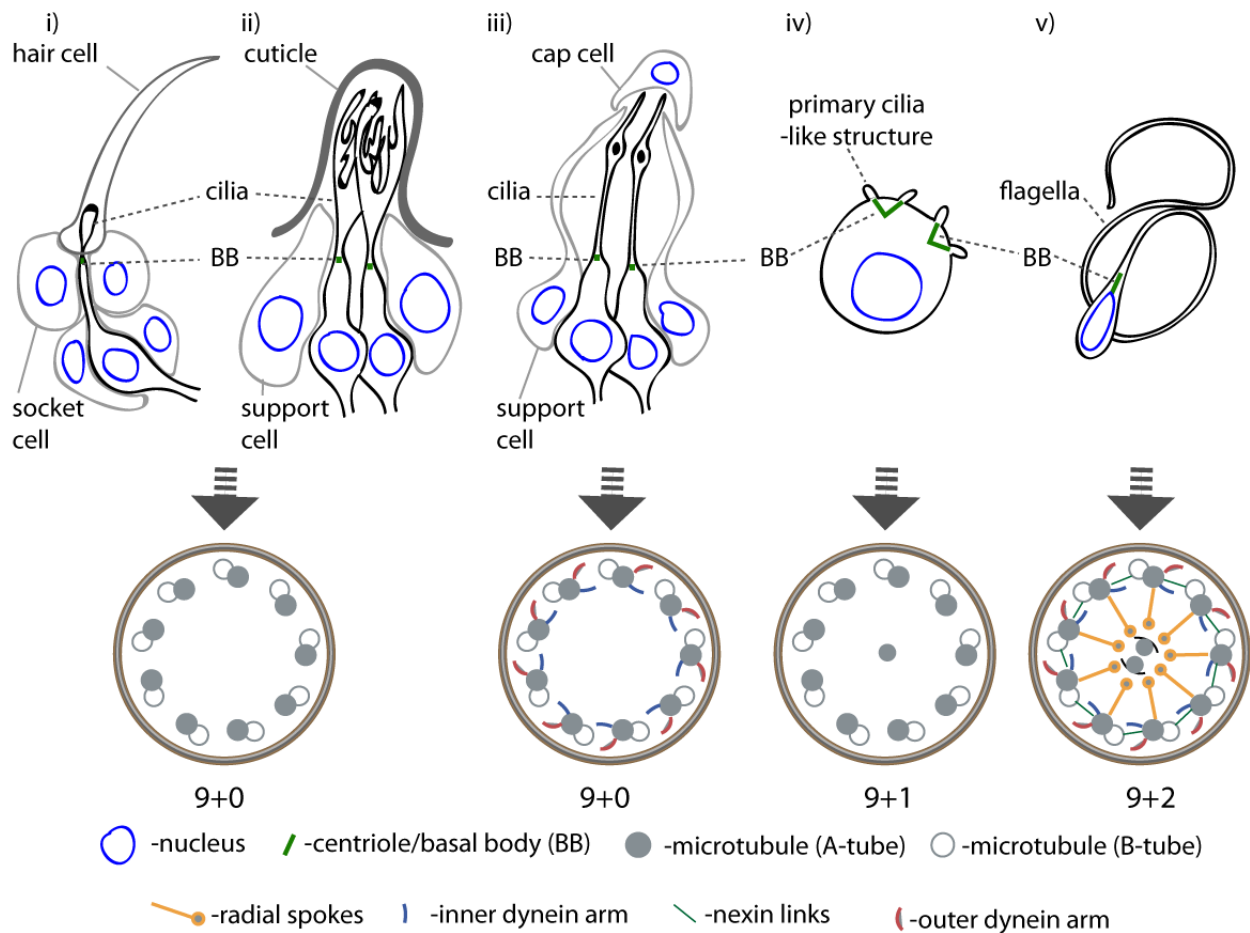 i)
ii)
iii)
iv)
v)
hair cell
cuticle
cap cell
primary cilia
-like structure
cilia
cilia
flagella
BB
BB
BB
BB
socket
cell
support
cell
support
cell
9+0
9+0
9+1
9+2
-nucleus
-centriole/basal body (BB)
-microtubule (A-tube)
-microtubule (B-tube)
-radial spokes
-inner dynein arm
-nexin links
-outer dynein arm